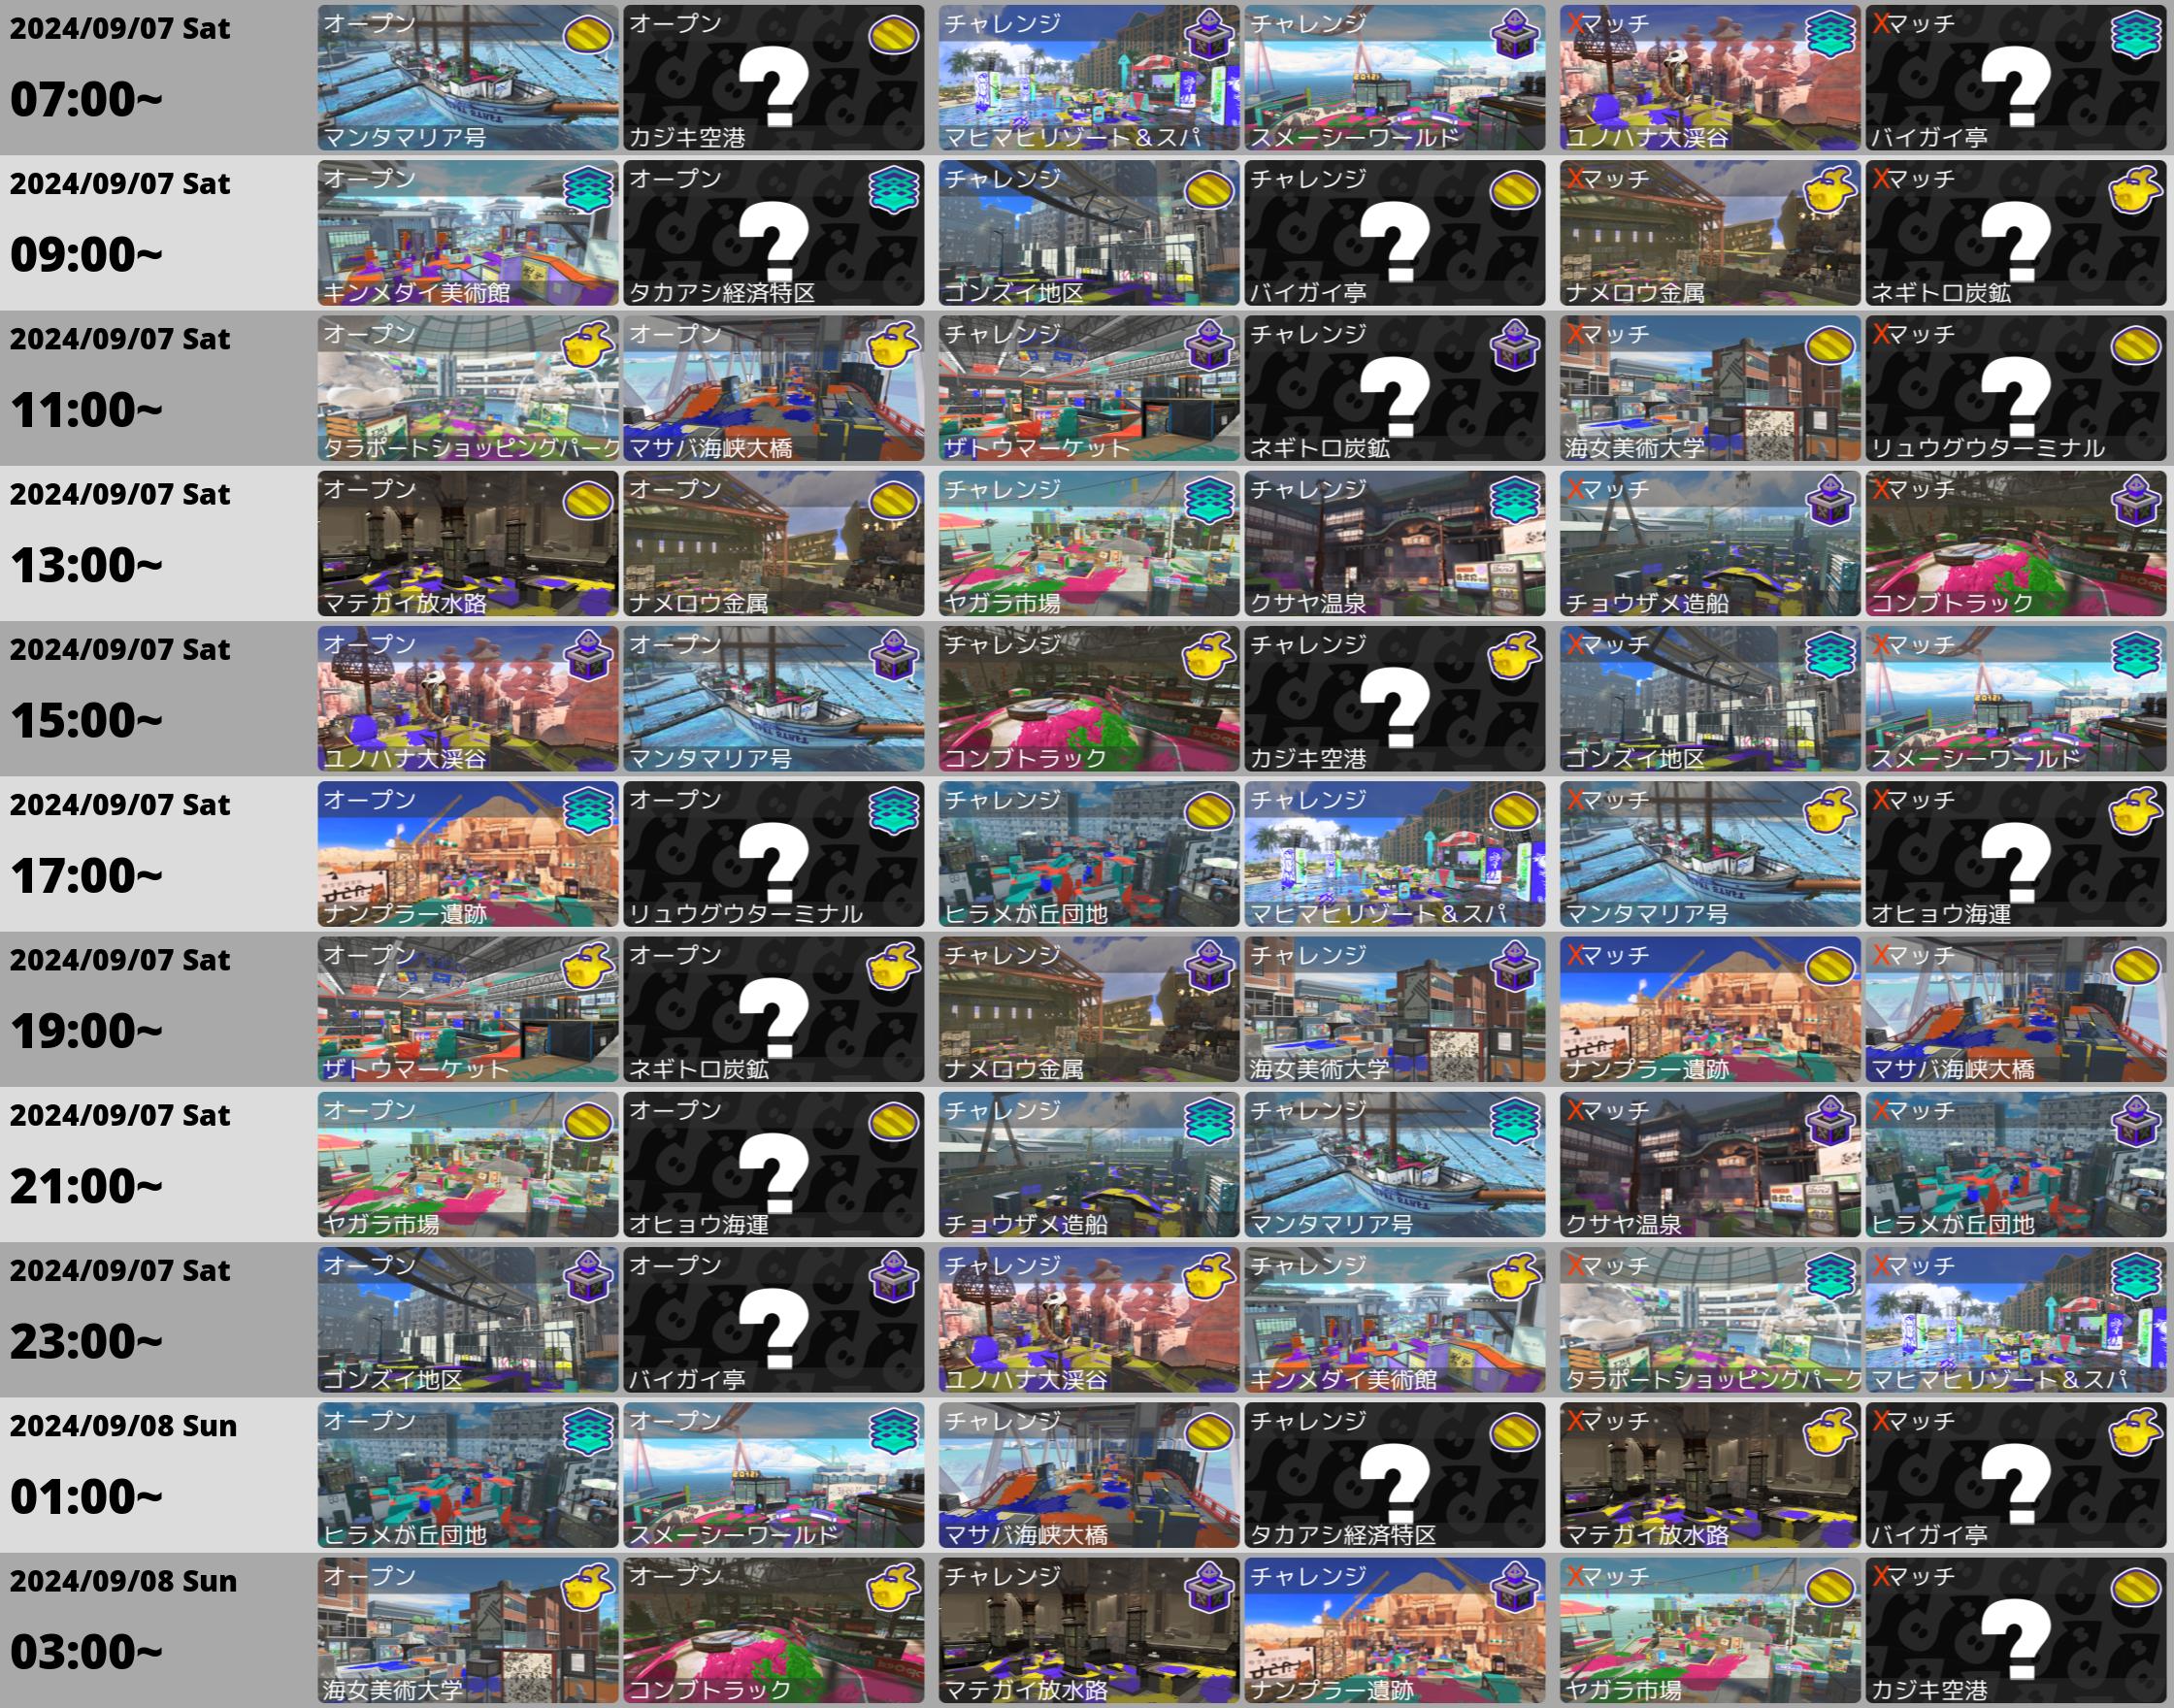 2024/09/07 Sat
07:00~
オープン オープン チャレンジ チャレンジ Xマッチ Xマッチ
マンタマリア号 カジキ空港 マヒマヒリゾート＆スパ スメーシーワールド ユノハナ大渓谷 バイガイ亭
2024/09/07 Sat
09:00~
オープン オープン チャレンジ チャレンジ Xマッチ Xマッチ
キンメダイ美術館 タカアシ経済特区 ゴンズイ地区 バイガイ亭 ナメロウ金属 ネギトロ炭鉱
2024/09/07 Sat
11:00~
オープン オープン チャレンジ チャレンジ Xマッチ Xマッチ
タラポートショッピングパーク マサバ海峡大橋 ザトウマーケット ネギトロ炭鉱 海女美術大学 リュウグウターミナル
2024/09/07 Sat
13:00~
オープン オープン チャレンジ チャレンジ Xマッチ Xマッチ
マテガイ放水路 ナメロウ金属 ヤガラ市場 クサヤ温泉 チョウザメ造船 コンブトラック
2024/09/07 Sat
15:00~
オープン オープン チャレンジ チャレンジ Xマッチ Xマッチ
ユノハナ大渓谷 マンタマリア号 コンブトラック カジキ空港 ゴンズイ地区 スメーシーワールド
2024/09/07 Sat
17:00~
オープン オープン チャレンジ チャレンジ Xマッチ Xマッチ
ナンプラー遺跡 リュウグウターミナル ヒラメが丘団地 マヒマヒリゾート＆スパ マンタマリア号 オヒョウ海運
2024/09/07 Sat
19:00~
オープン オープン チャレンジ チャレンジ Xマッチ Xマッチ
ザトウマーケット ネギトロ炭鉱 ナメロウ金属 海女美術大学 ナンプラー遺跡 マサバ海峡大橋
2024/09/07 Sat
21:00~
オープン オープン チャレンジ チャレンジ Xマッチ Xマッチ
ヤガラ市場 オヒョウ海運 チョウザメ造船 マンタマリア号 クサヤ温泉 ヒラメが丘団地
2024/09/07 Sat
23:00~
オープン オープン チャレンジ チャレンジ Xマッチ Xマッチ
ゴンズイ地区 バイガイ亭 ユノハナ大渓谷 キンメダイ美術館 タラポートショッピングパーク マヒマヒリゾート＆スパ
2024/09/08 Sun
01:00~
オープン オープン チャレンジ チャレンジ Xマッチ Xマッチ
ヒラメが丘団地 スメーシーワールド マサバ海峡大橋 タカアシ経済特区 マテガイ放水路 バイガイ亭
2024/09/08 Sun
03:00~
オープン オープン チャレンジ チャレンジ Xマッチ Xマッチ
海女美術大学 コンブトラック マテガイ放水路 ナンプラー遺跡 ヤガラ市場 カジキ空港